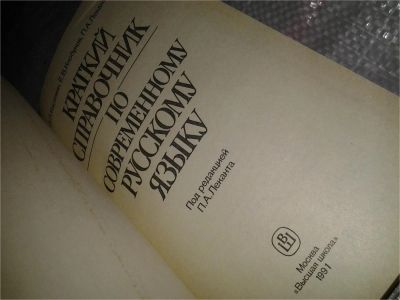 КРАТКИЙ
СПРАВОЧНИК
ПО
СОВРЕМЕННОМУ
РУССКОМУ
ЯЗЫКУ
Под редакцией
П.А.Леканта
Москва
«Высшая школа»
1991